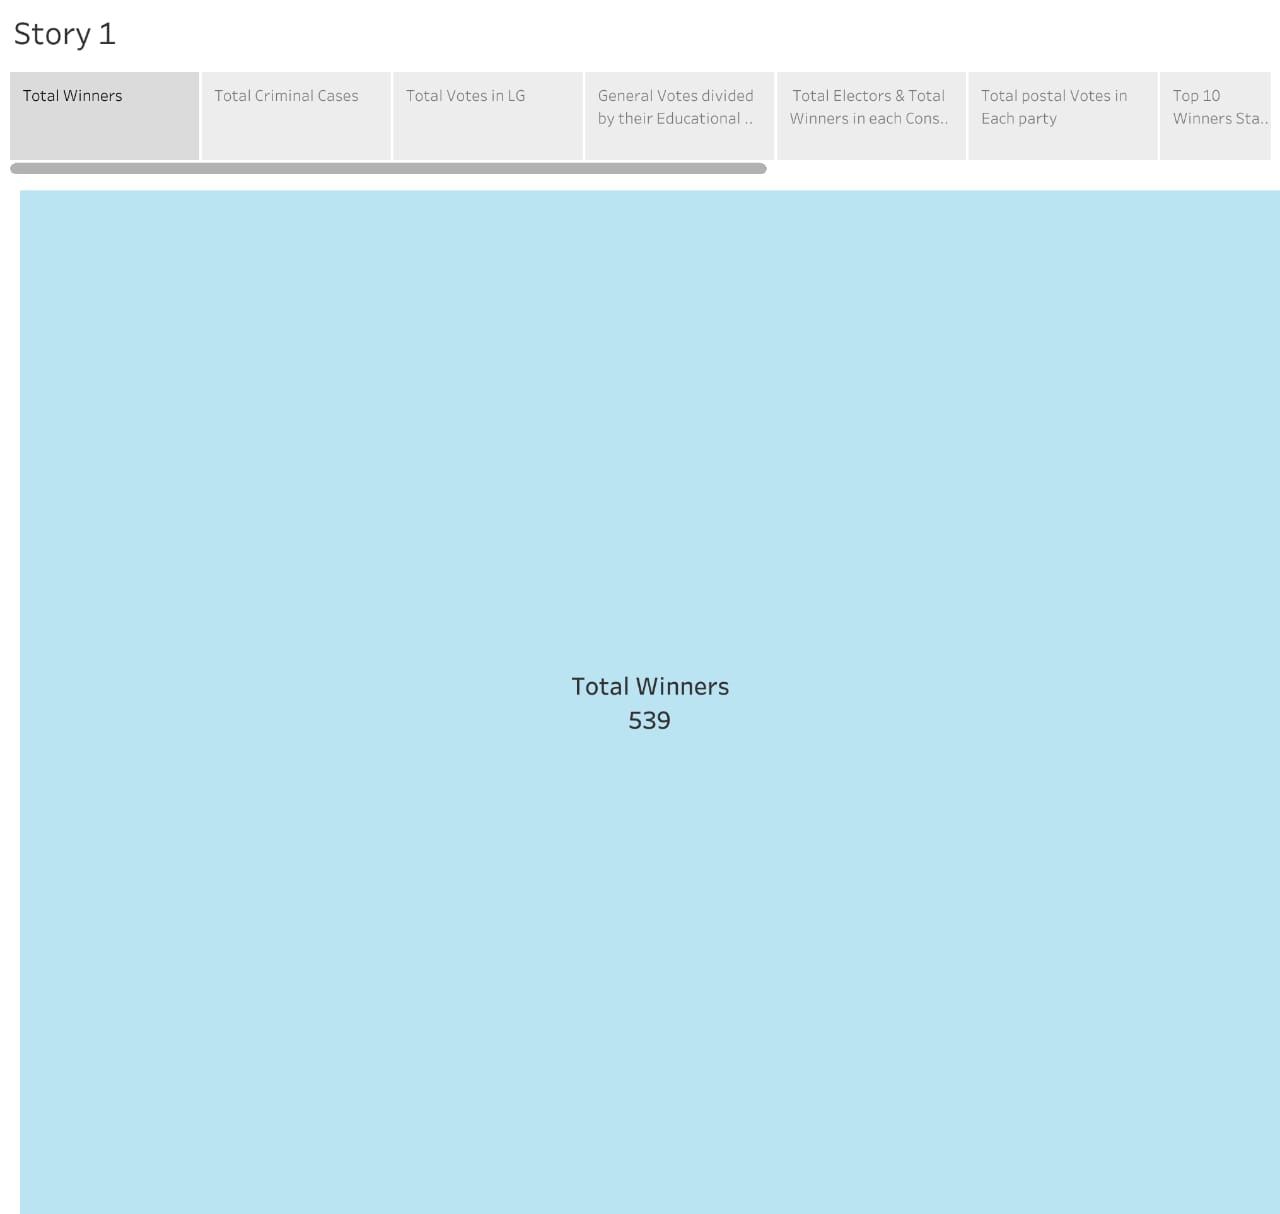 Story 1
Total Winners
Total Criminal Cases
Total Votes in LG
General Votes divided
by their Educational ..
Total Electors & Total
Winners in each Cons..
Total postal Votes in
Each party
Top 10
Winners Sta..
Total Winners
539